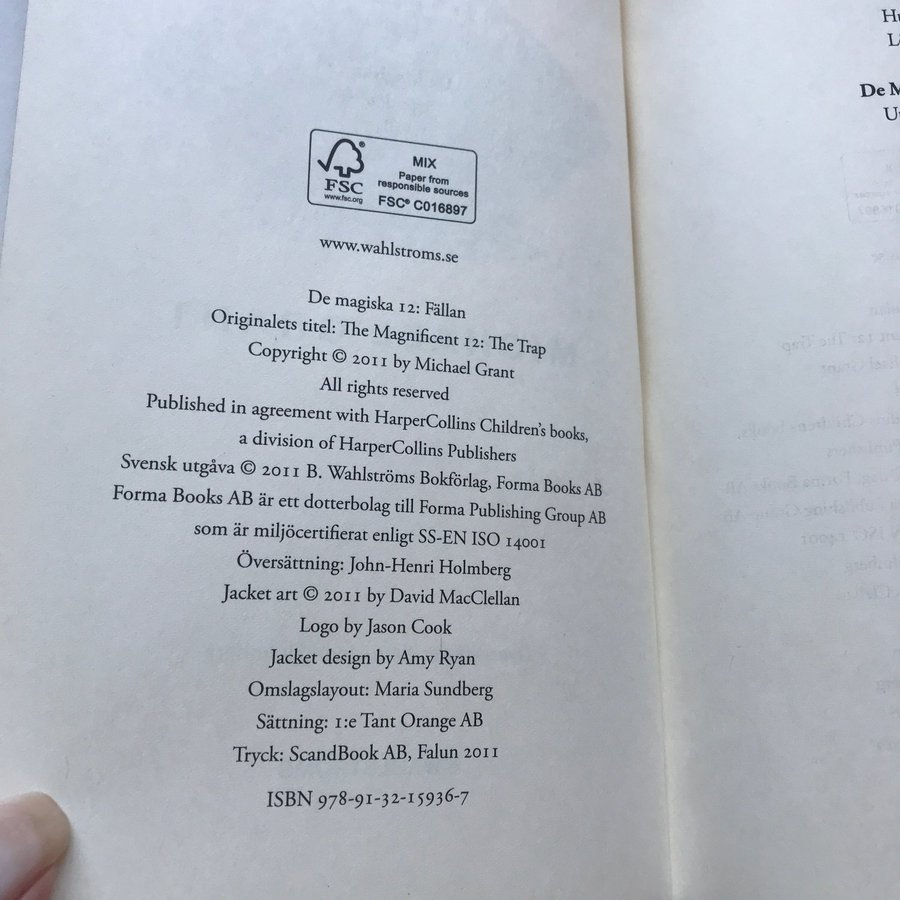 FSC®
www.fsc.org
MIX
Paper from
responsible sources
FSC® C016897
www.wahlstroms.se
De magiska 12: Fällan
Originalets titel: The Magnificent 12: The Trap
Copyright © 2011 by Michael Grant
All rights reserved
Published in agreement with HarperCollins Children's books,
a division of HarperCollins Publishers
Svensk utgåva © 2011 B. Wahlströms Bokförlag, Forma Books AB
Forma Books AB är ett dotterbolag till Forma Publishing Group AB
som är miljöcertifierat enligt SS-EN ISO 14001
Översättning: John-Henri Holmberg
Jacket art © 2011 by David MacClellan
Logo by Jason Cook
Jacket design by Amy Ryan
Omslagslayout: Maria Sundberg
Sättning: 1:e Tant Orange AB
Tryck: ScandBook AB, Falun 2011
ISBN 978-91-32-15936-7
De